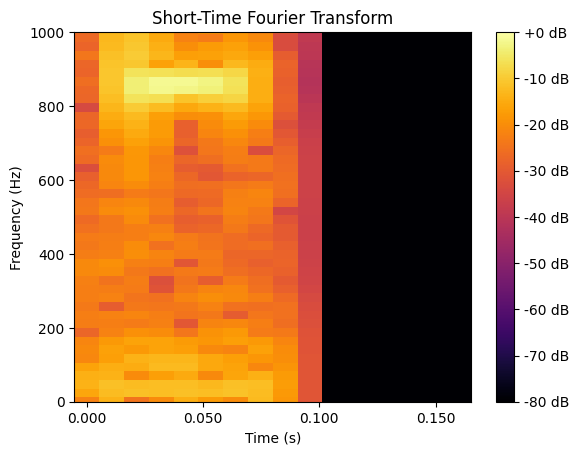 Short-Time Fourier Transform
1000
800
600
400
200
0
Frequency (Hz)
0.000
0.050
0.100
0.150
Time (s)
+0 dB
-10 dB
-20 dB
-30 dB
-40 dB
-50 dB
-60 dB
-70 dB
-80 dB